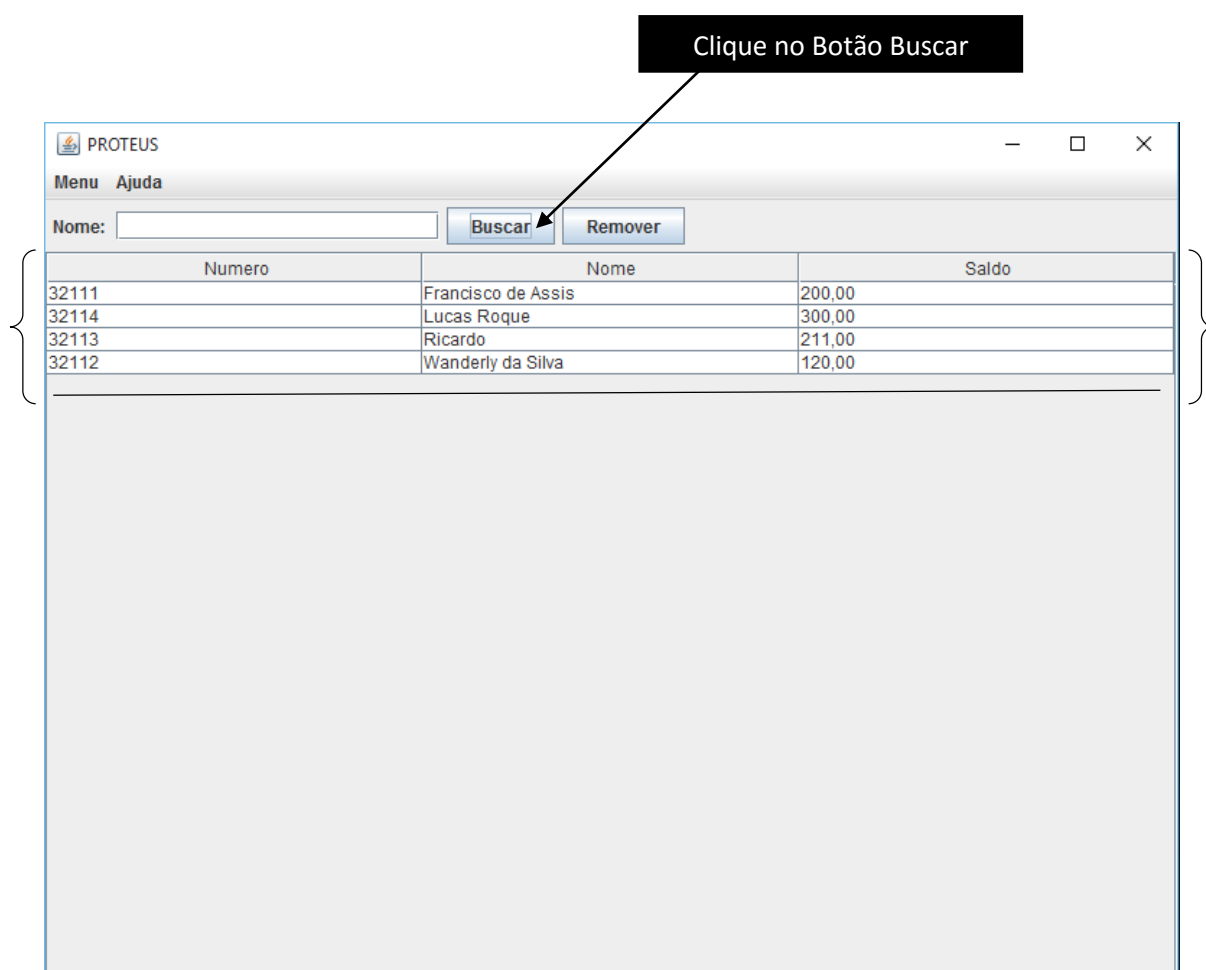 Clique no Botão Buscar
PROTEUS
Menu Ajuda
Nome: Buscar Remover
Numero Nome Saldo
32111 Francisco de Assis 200,00
32114 Lucas Roque 300,00
32113 Ricardo 211,00
32112 Wanderly da Silva 120,00